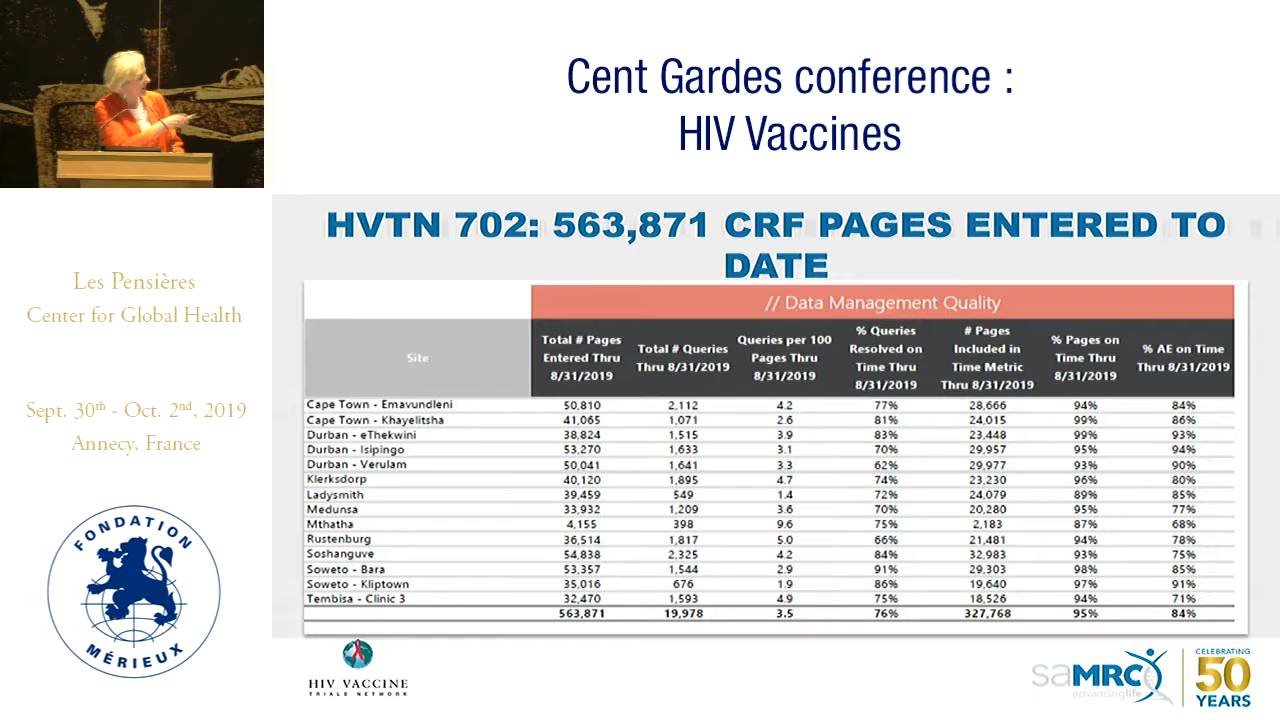 Cent Gardes conference :
HIV Vaccines
Les Pensières
Center for Global Health
Sept. 30th - Oct. 2nd, 2019
Annecy, France
FONDATION
MÉRIEUX
HVTN 702: 563,871 CRF PAGES ENTERED TO
DATE
// Data Management Quality
Site
Total # Pages Entered Thru 8/31/2019
Total # Queries Thru 8/31/2019
Queries per 100 Pages Thru 8/31/2019
% Queries Resolved on Time Thru 8/31/2019
# Pages Included in Time Metric Thru 8/31/2019
% Pages on Time Thru 8/31/2019
% AE on Time Thru 8/31/2019
Cape Town - Emavundleni 50,810 2,112 4.2 77% 28,666 94% 84%
Cape Town - Khayelitsha 41,065 1,071 2.6 81% 24,015 99% 86%
Durban - eThekwini 38,824 1,515 3.9 83% 23,448 99% 93%
Durban - Isipingo 53,270 1,633 3.1 70% 29,957 95% 94%
Durban - Verulam 50,041 1,641 3.3 62% 29,977 93% 90%
Klerksdorp 40,120 1,895 4.7 74% 23,230 96% 80%
Ladysmith 39,459 549 1.4 72% 24,079 89% 85%
Medunsa 33,932 1,209 3.6 70% 20,280 95% 77%
Mthatha 4,155 398 9.6 75% 2,183 87% 68%
Rustenburg 36,514 1,817 5.0 66% 21,481 94% 78%
Soshanguve 54,838 2,325 4.2 84% 32,983 93% 75%
Soweto - Bara 53,357 1,544 2.9 91% 29,303 98% 85%
Soweto - Kliptown 35,016 676 1.9 86% 19,640 97% 91%
Tembisa - Clinic 3 32,470 1,593 4.9 75% 18,526 94% 71%
563,871 19,978 3.5 76% 327,768 95% 84%
HIV VACCINE
TRIALS NETWORK
saMRC
advancinglife
CELEBRATING
50
YEARS